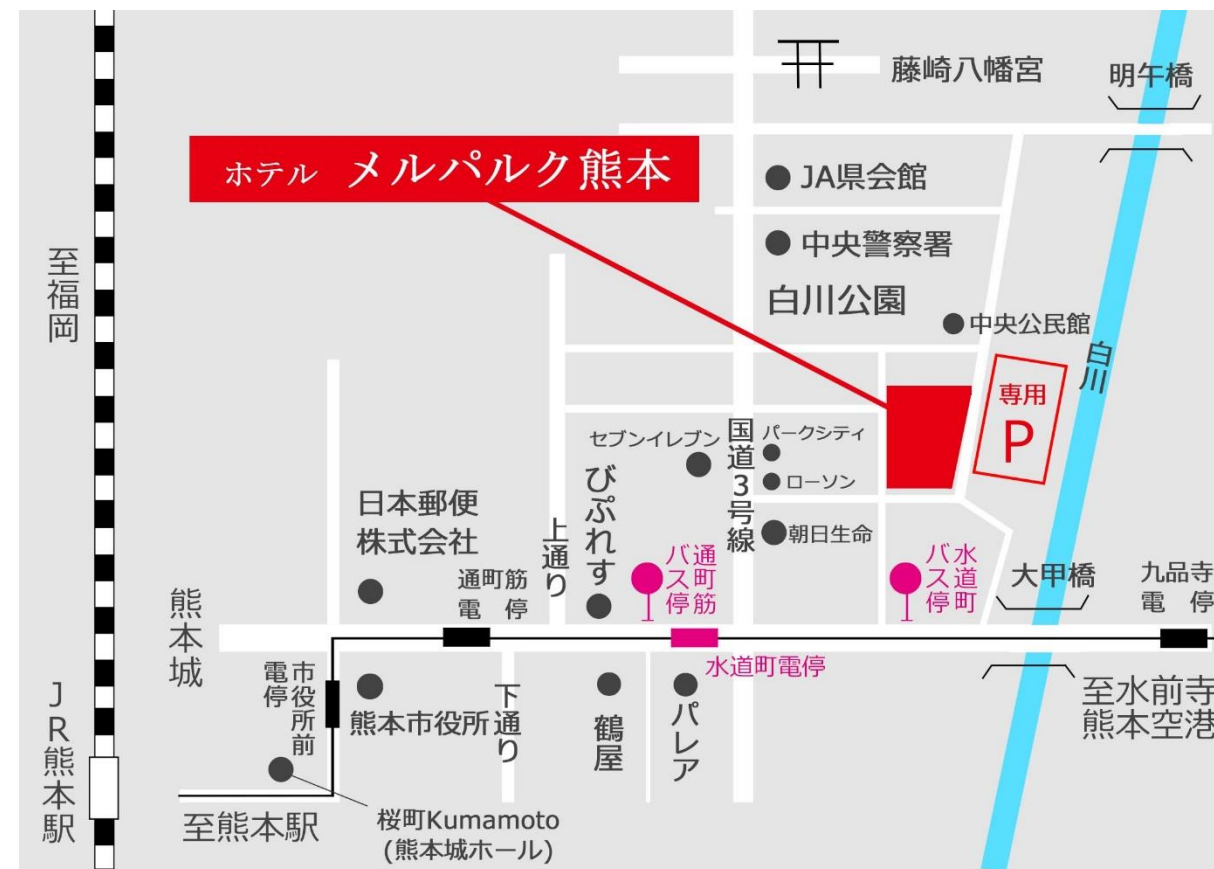 藤崎八幡宮
明午橋
ホテル メルパルク熊本
JA県会館
中央警察署
白川公園
中央公民館
至福岡
白川
専用
P
セブンイレブン
国道3号線
パークシティ
ローソン
朝日生命
びぷれす
上通り
日本郵便
株式会社
通町筋
電 停
通町筋
バス停
水道町
バス停
大甲橋
九品寺
電 停
熊本城
水道町電停
市役所前
電停
熊本市役所
下通り
鶴屋
パレア
至水前寺
熊本空港
JR熊本駅
至熊本駅
桜町Kumamoto
(熊本城ホール)